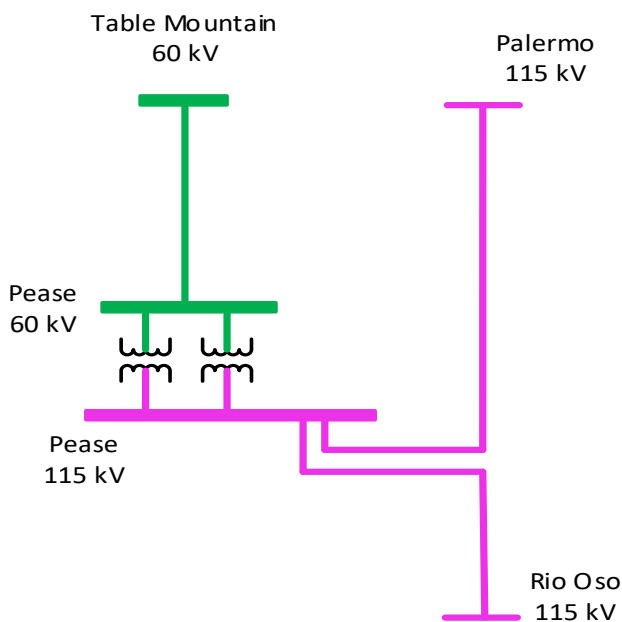 Table Mountain
60 kV
Palermo
115 kV
Pease
60 kV
Pease
115 kV
Rio Oso
115 kV